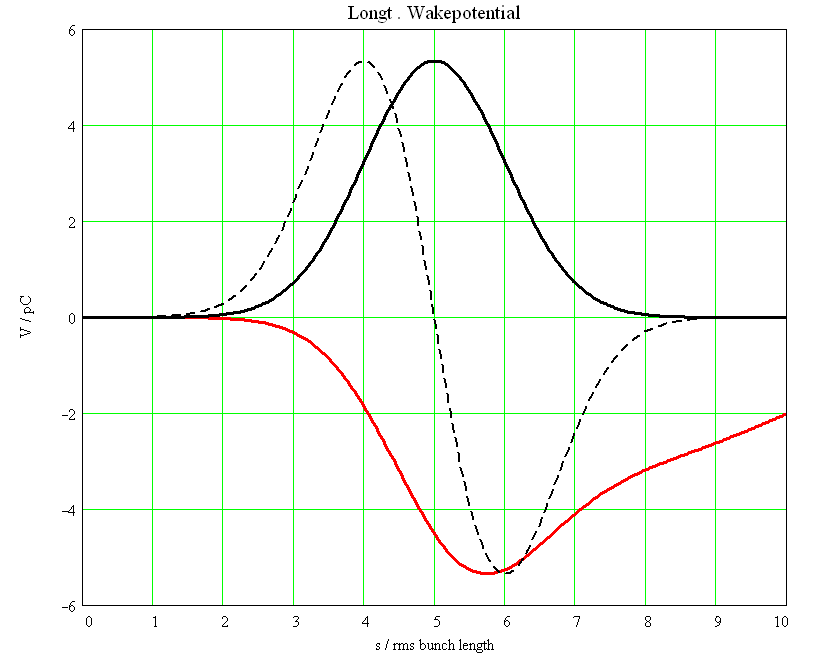 Longt . Wakepotential
6
4
2
0
−2
−4
−6
V / pC
0 1 2 3 4 5 6 7 8 9 10
s / rms bunch length